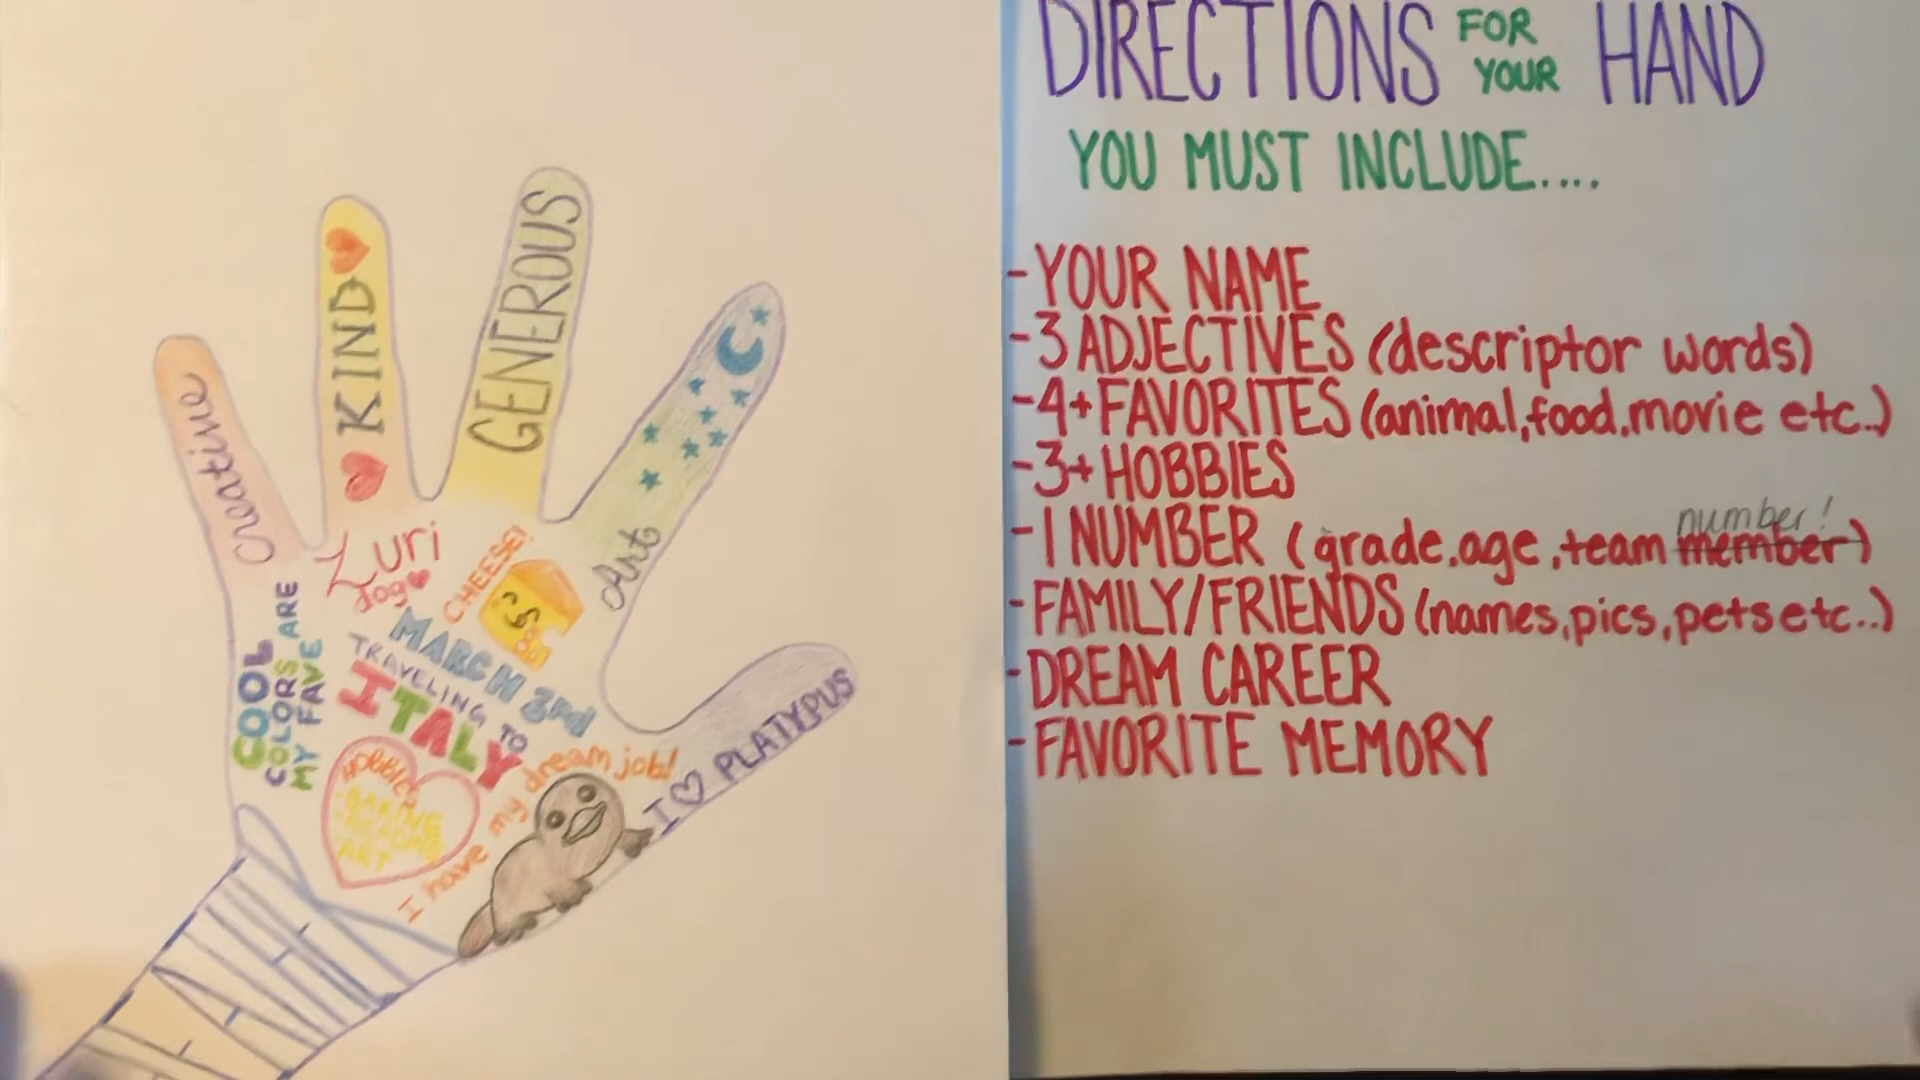 Creative
KIND
GENEROUS
Art
Zuri
dog
CHEESE!
MARCH 3rd
TRAVELING TO
ITALY
COOL
COLORS ARE
MY FAVE
HOBBIES
BAKING
ART
I have my dream job!
I PLATYPUS
DIRECTIONS FOR YOUR HAND
YOU MUST INCLUDE....
-YOUR NAME
-3 ADJECTIVES (descriptor words)
-4+ FAVORITES (animal,food,movie etc..)
-3+ HOBBIES
number!
-1 NUMBER (grade,age,team member)
-FAMILY/FRIENDS (names,pics,pets etc..)
-DREAM CAREER
-FAVORITE MEMORY